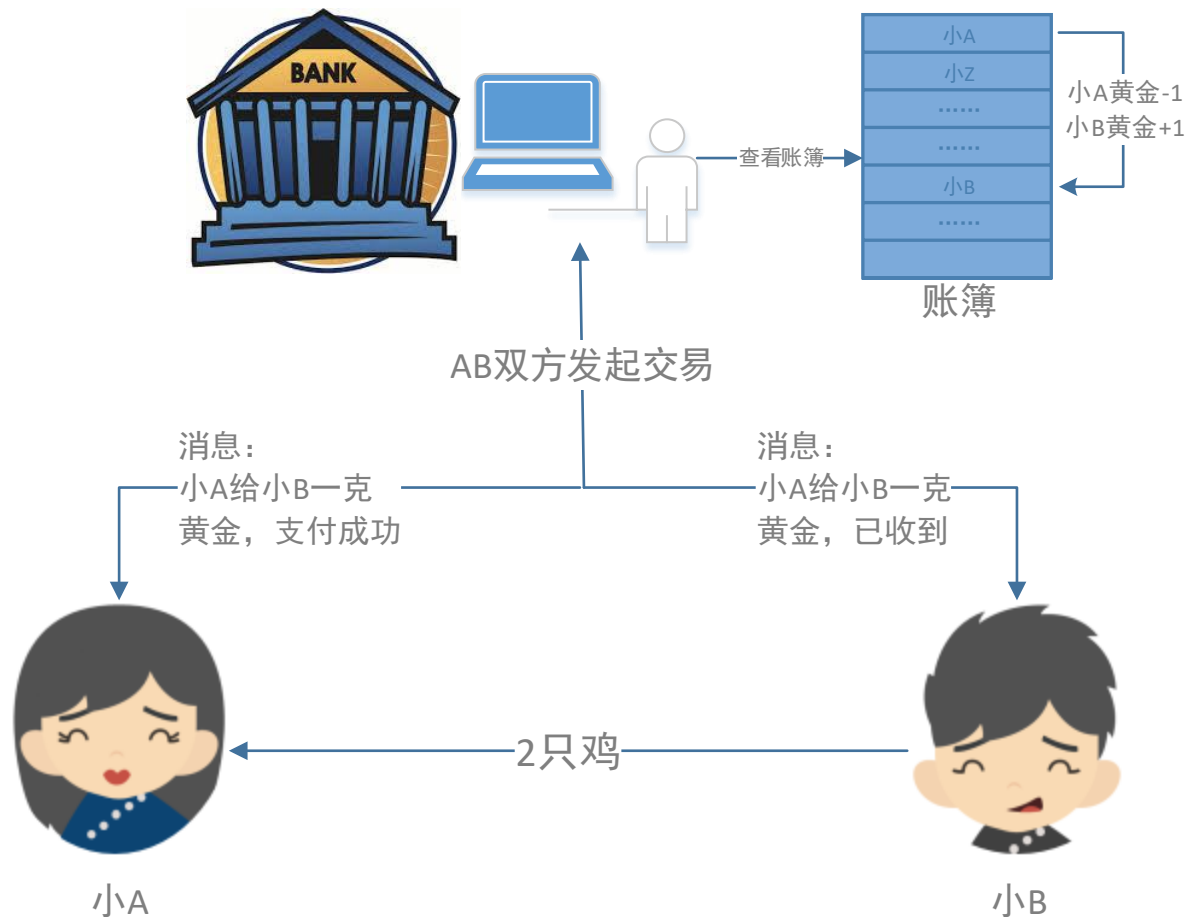 BANK
小A
小Z
……
……
小B
……
小A黄金-1
小B黄金+1
查看账簿
账簿
AB双方发起交易
消息：
小A给小B一克
黄金，支付成功
消息：
小A给小B一克
黄金，已收到
2只鸡
小A
小B